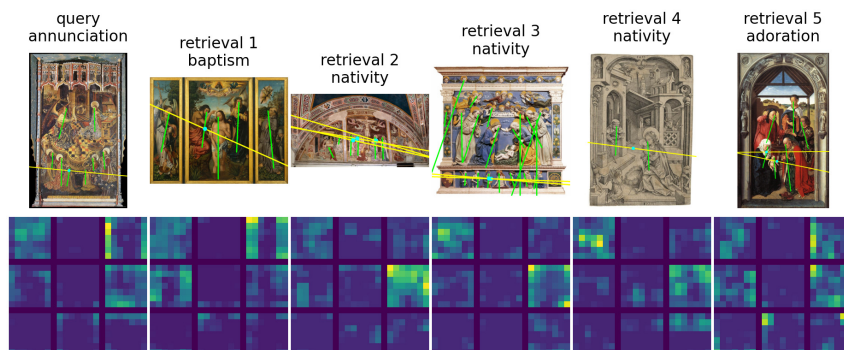 query
annunciation
retrieval 1
baptism
retrieval 2
nativity
retrieval 3
nativity
retrieval 4
nativity
retrieval 5
adoration